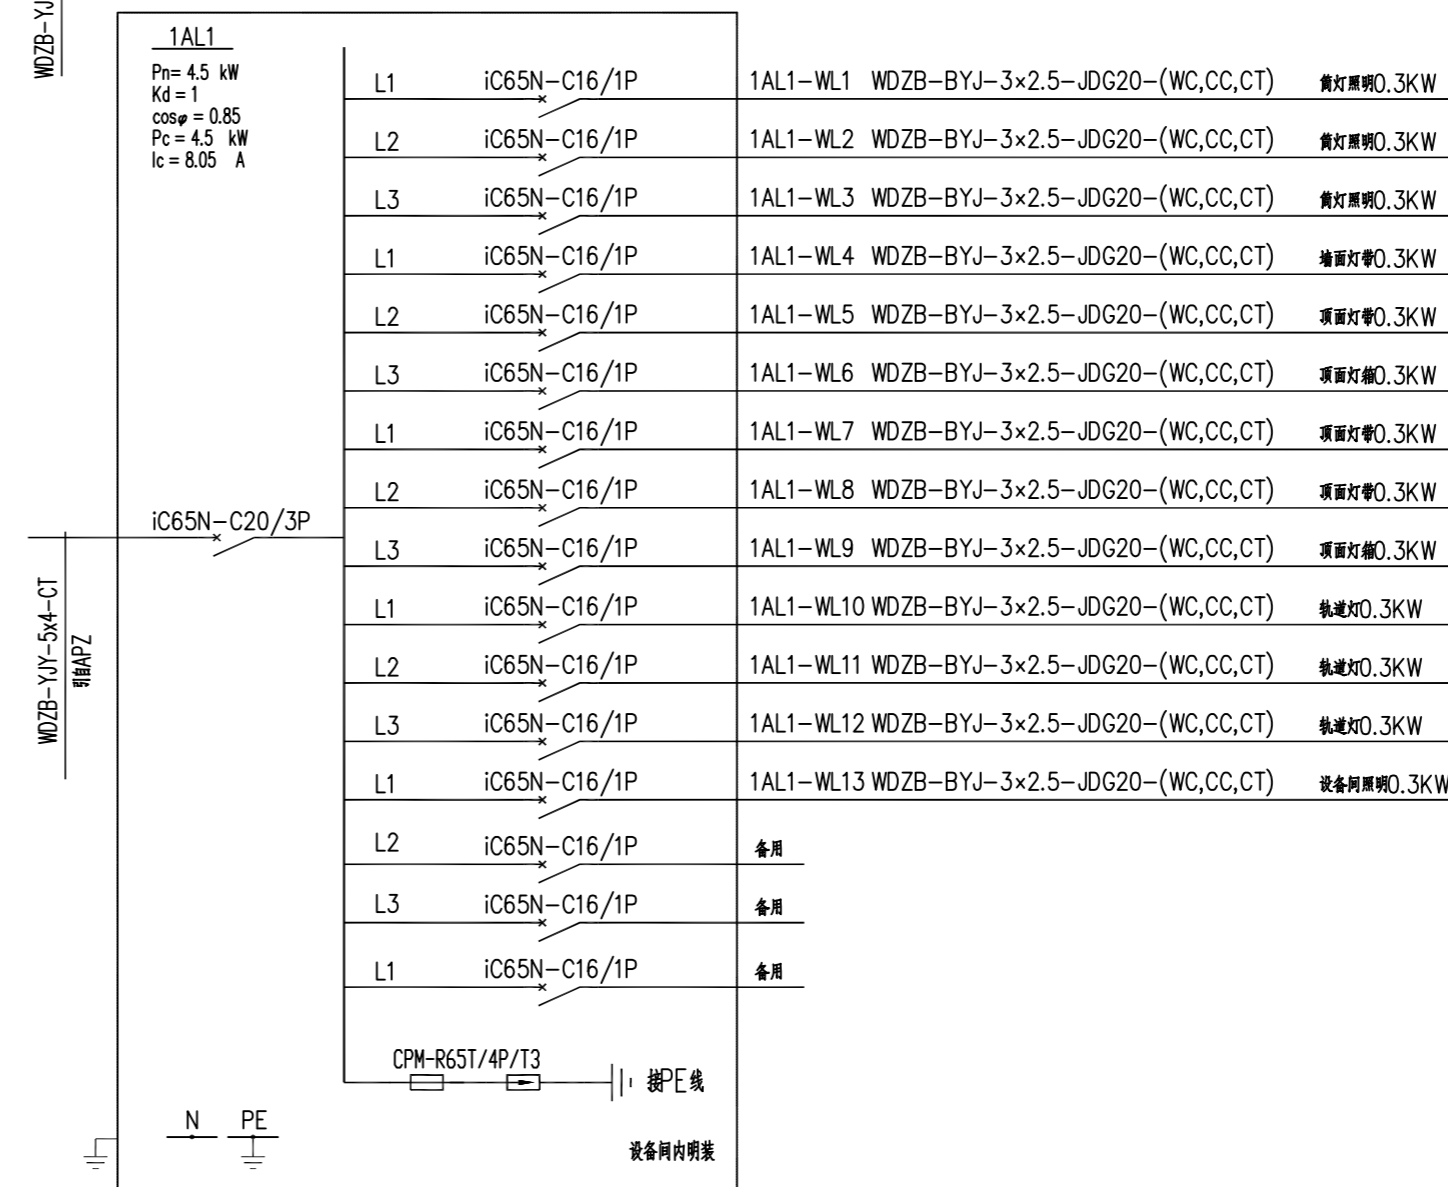 WDZB-YJ
1AL1
Pn= 4.5 kW
Kd = 1
cosφ = 0.85
Pc = 4.5 kW
Ic = 8.05 A
L1 iC65N-C16/1P 1AL1-WL1 WDZB-BYJ-3×2.5-JDG20-(WC,CC,CT)筒灯照明0.3KW
L2 iC65N-C16/1P 1AL1-WL2 WDZB-BYJ-3×2.5-JDG20-(WC,CC,CT) 筒灯照明0.3KW
L3 iC65N-C16/1P 1AL1-WL3 WDZB-BYJ-3×2.5-JDG20-(WC,CC,CT) 筒灯照明0.3KW
L1 iC65N-C16/1P 1AL1-WL4 WDZB-BYJ-3×2.5-JDG20-(WC,CC,CT) 墙面灯带0.3KW
L2 iC65N-C16/1P 1AL1-WL5 WDZB-BYJ-3×2.5-JDG20-(WC,CC,CT) 顶面灯带0.3KW
L3 iC65N-C16/1P 1AL1-WL6 WDZB-BYJ-3×2.5-JDG20-(WC,CC,CT) 顶面灯箱0.3KW
L1 iC65N-C16/1P 1AL1-WL7 WDZB-BYJ-3×2.5-JDG20-(WC,CC,CT) 顶面灯带0.3KW
L2 iC65N-C16/1P 1AL1-WL8 WDZB-BYJ-3×2.5-JDG20-(WC,CC,CT) 顶面灯带0.3KW
iC65N-C20/3P
L3 iC65N-C16/1P 1AL1-WL9 WDZB-BYJ-3×2.5-JDG20-(WC,CC,CT) 顶面灯箱0.3KW
WDZB-YJY-5x4-CT
引自APZ
L1 iC65N-C16/1P 1AL1-WL10 WDZB-BYJ-3×2.5-JDG20-(WC,CC,CT) 轨道灯0.3KW
L2 iC65N-C16/1P 1AL1-WL11 WDZB-BYJ-3×2.5-JDG20-(WC,CC,CT) 轨道灯0.3KW
L3 iC65N-C16/1P 1AL1-WL12 WDZB-BYJ-3×2.5-JDG20-(WC,CC,CT) 轨道灯0.3KW
L1 iC65N-C16/1P 1AL1-WL13 WDZB-BYJ-3×2.5-JDG20-(WC,CC,CT) 设备间照明0.3KW
L2 iC65N-C16/1P 备用
L3 iC65N-C16/1P 备用
L1 iC65N-C16/1P 备用
CPM-R65T/4P/T3 接PE线
N PE
设备间内明装